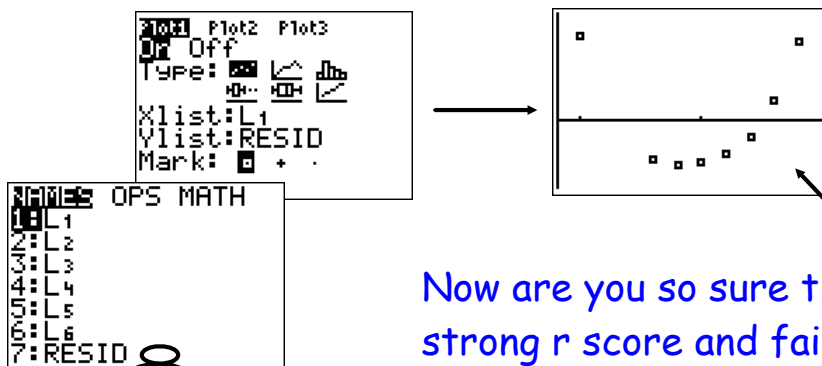 Plot1 Plot2 Plot3
On Off
Type:
Xlist:L1
Ylist:RESID
Mark:
NAMES OPS MATH
1:L1
2:L2
3:L3
4:L4
5:L5
6:L6
7:RESID
Now are you so sure
strong r score and